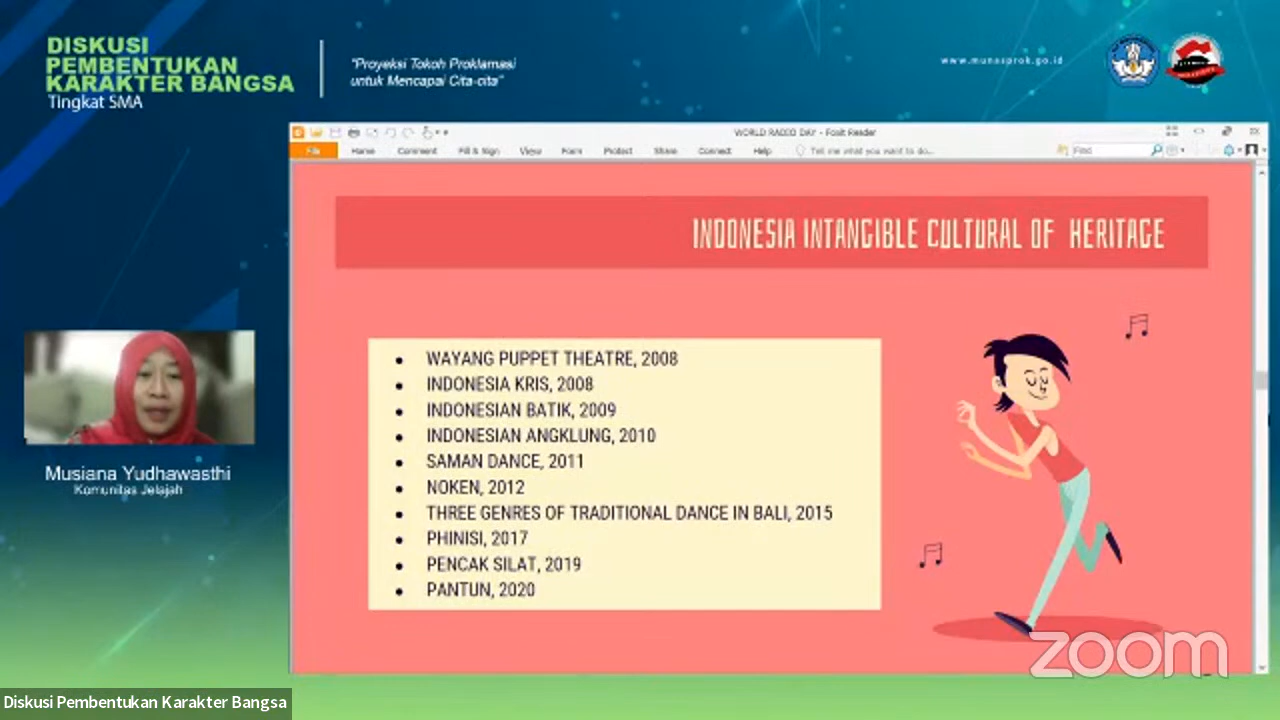 DISKUSI
PEMBENTUKAN
KARAKTER BANGSA
Tingkat SMA
"Proyeksi Tokoh Proklamasi
untuk Mencapai Cita-cita"
www.munasprok.go.id
WORLD RADIO DAY - Foxit Reader
File Home Comment Fill & Sign View Form Protect Share Connect Help Tell me what you want to do... Find
INDONESIA INTANGIBLE CULTURAL OF HERITAGE
• WAYANG PUPPET THEATRE, 2008
• INDONESIA KRIS, 2008
• INDONESIAN BATIK, 2009
• INDONESIAN ANGKLUNG, 2010
• SAMAN DANCE, 2011
• NOKEN, 2012
• THREE GENRES OF TRADITIONAL DANCE IN BALI, 2015
• PHINISI, 2017
• PENCAK SILAT, 2019
• PANTUN, 2020
Musiana Yudhawasthi
Komunitas Jelajah
zoom
Diskusi Pembentukan Karakter Bangsa